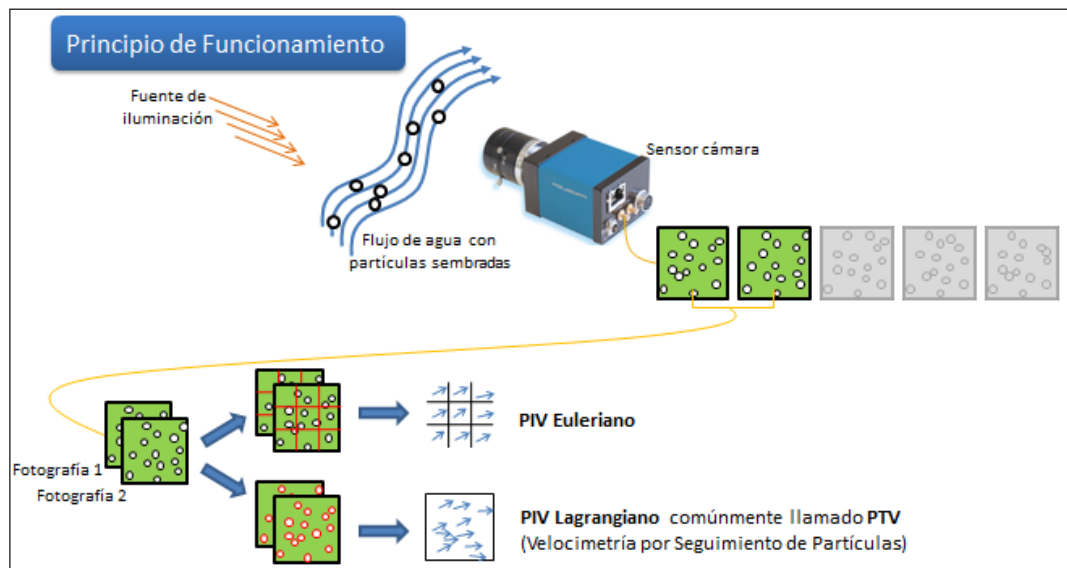 Principio de Funcionamiento
Fuente de
iluminación
Sensor cámara
Flujo de agua con
partículas sembradas
PIV Euleriano
Fotografía 1
Fotografía 2
PIV Lagrangiano comúnmente llamado PTV
(Velocimetría por Seguimiento de Partículas)